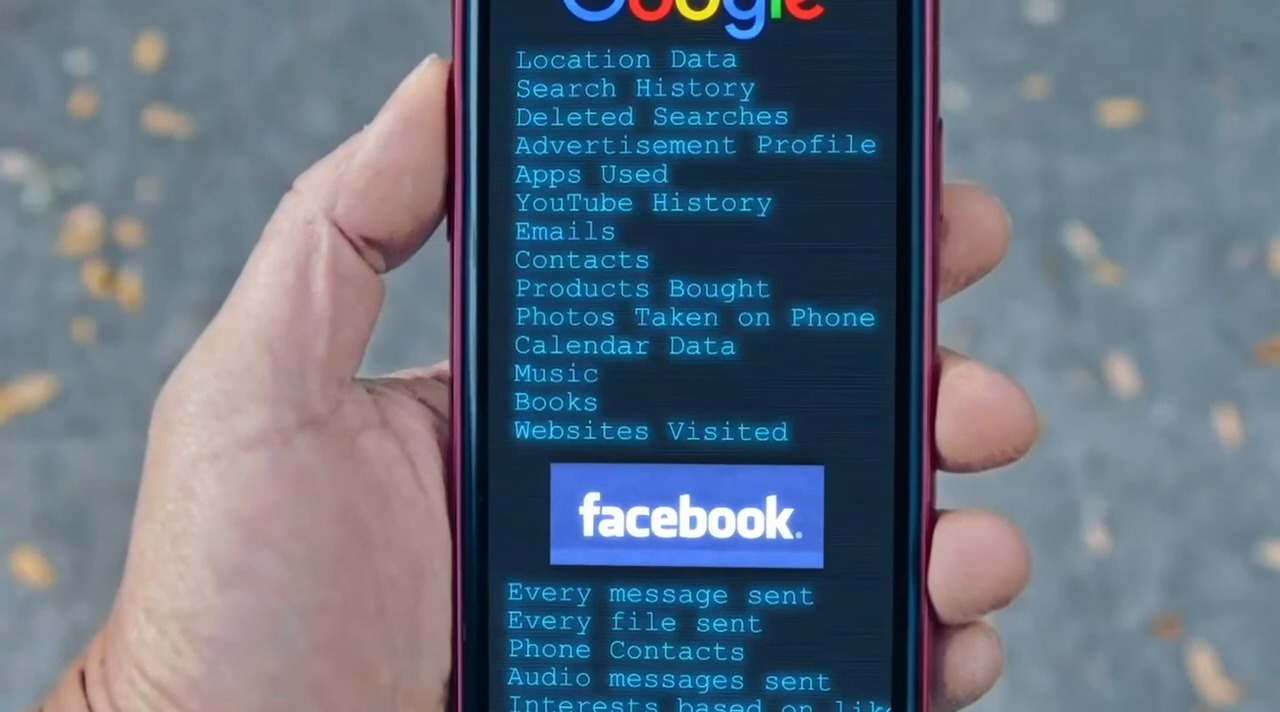 Google
Location Data
Search History
Deleted Searches
Advertisement Profile
Apps Used
YouTube History
Emails
Contacts
Products Bought
Photos Taken on Phone
Calendar Data
Music
Books
Websites Visited
facebook
Every message sent
Every file sent
Phone Contacts
Audio messages sent
Interests based on